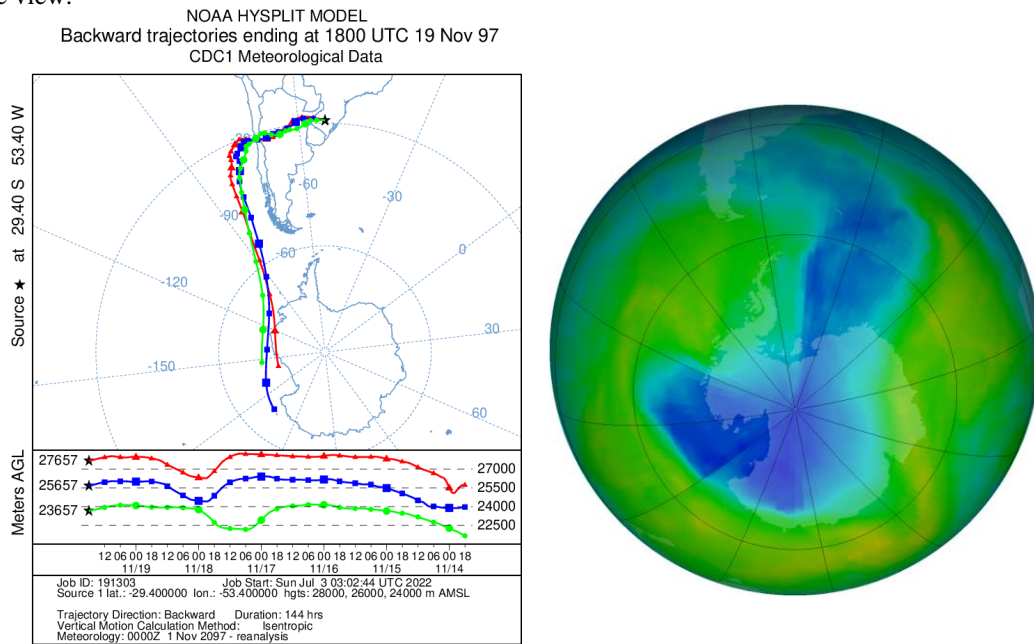 e view.
NOAA HYSPLIT MODEL
Backward trajectories ending at 1800 UTC 19 Nov 97
CDC1 Meteorological Data
Source ★ at 29.40 S 53.40 W
-30
-60
-30
-90
-60
0
-120
30
-150
60
Meters AGL
27657 ★
27000
25657 ★
25500
24000
23657 ★
22500
12 06 00 18 12 06 00 18 12 06 00 18 12 06 00 18 12 06 00 18 12 06 00 18
11/19 11/18 11/17 11/16 11/15 11/14
Job ID: 191303 Job Start: Sun Jul 3 03:02:44 UTC 2022
Source 1 lat.: -29.400000 lon.: -53.400000 hgts: 28000, 26000, 24000 m AMSL
Trajectory Direction: Backward Duration: 144 hrs
Vertical Motion Calculation Method: Isentropic
Meteorology: 0000Z 1 Nov 2097 - reanalysis